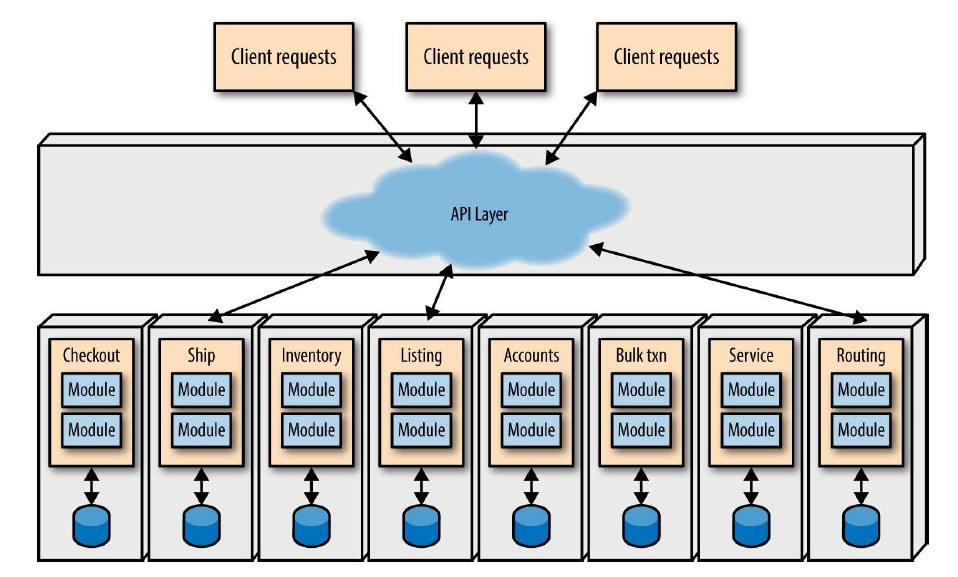 Client requests
Client requests
Client requests
API Layer
Checkout
Module
Module
Ship
Module
Module
Inventory
Module
Module
Listing
Module
Module
Accounts
Module
Module
Bulk txn
Module
Module
Service
Module
Module
Routing
Module
Module